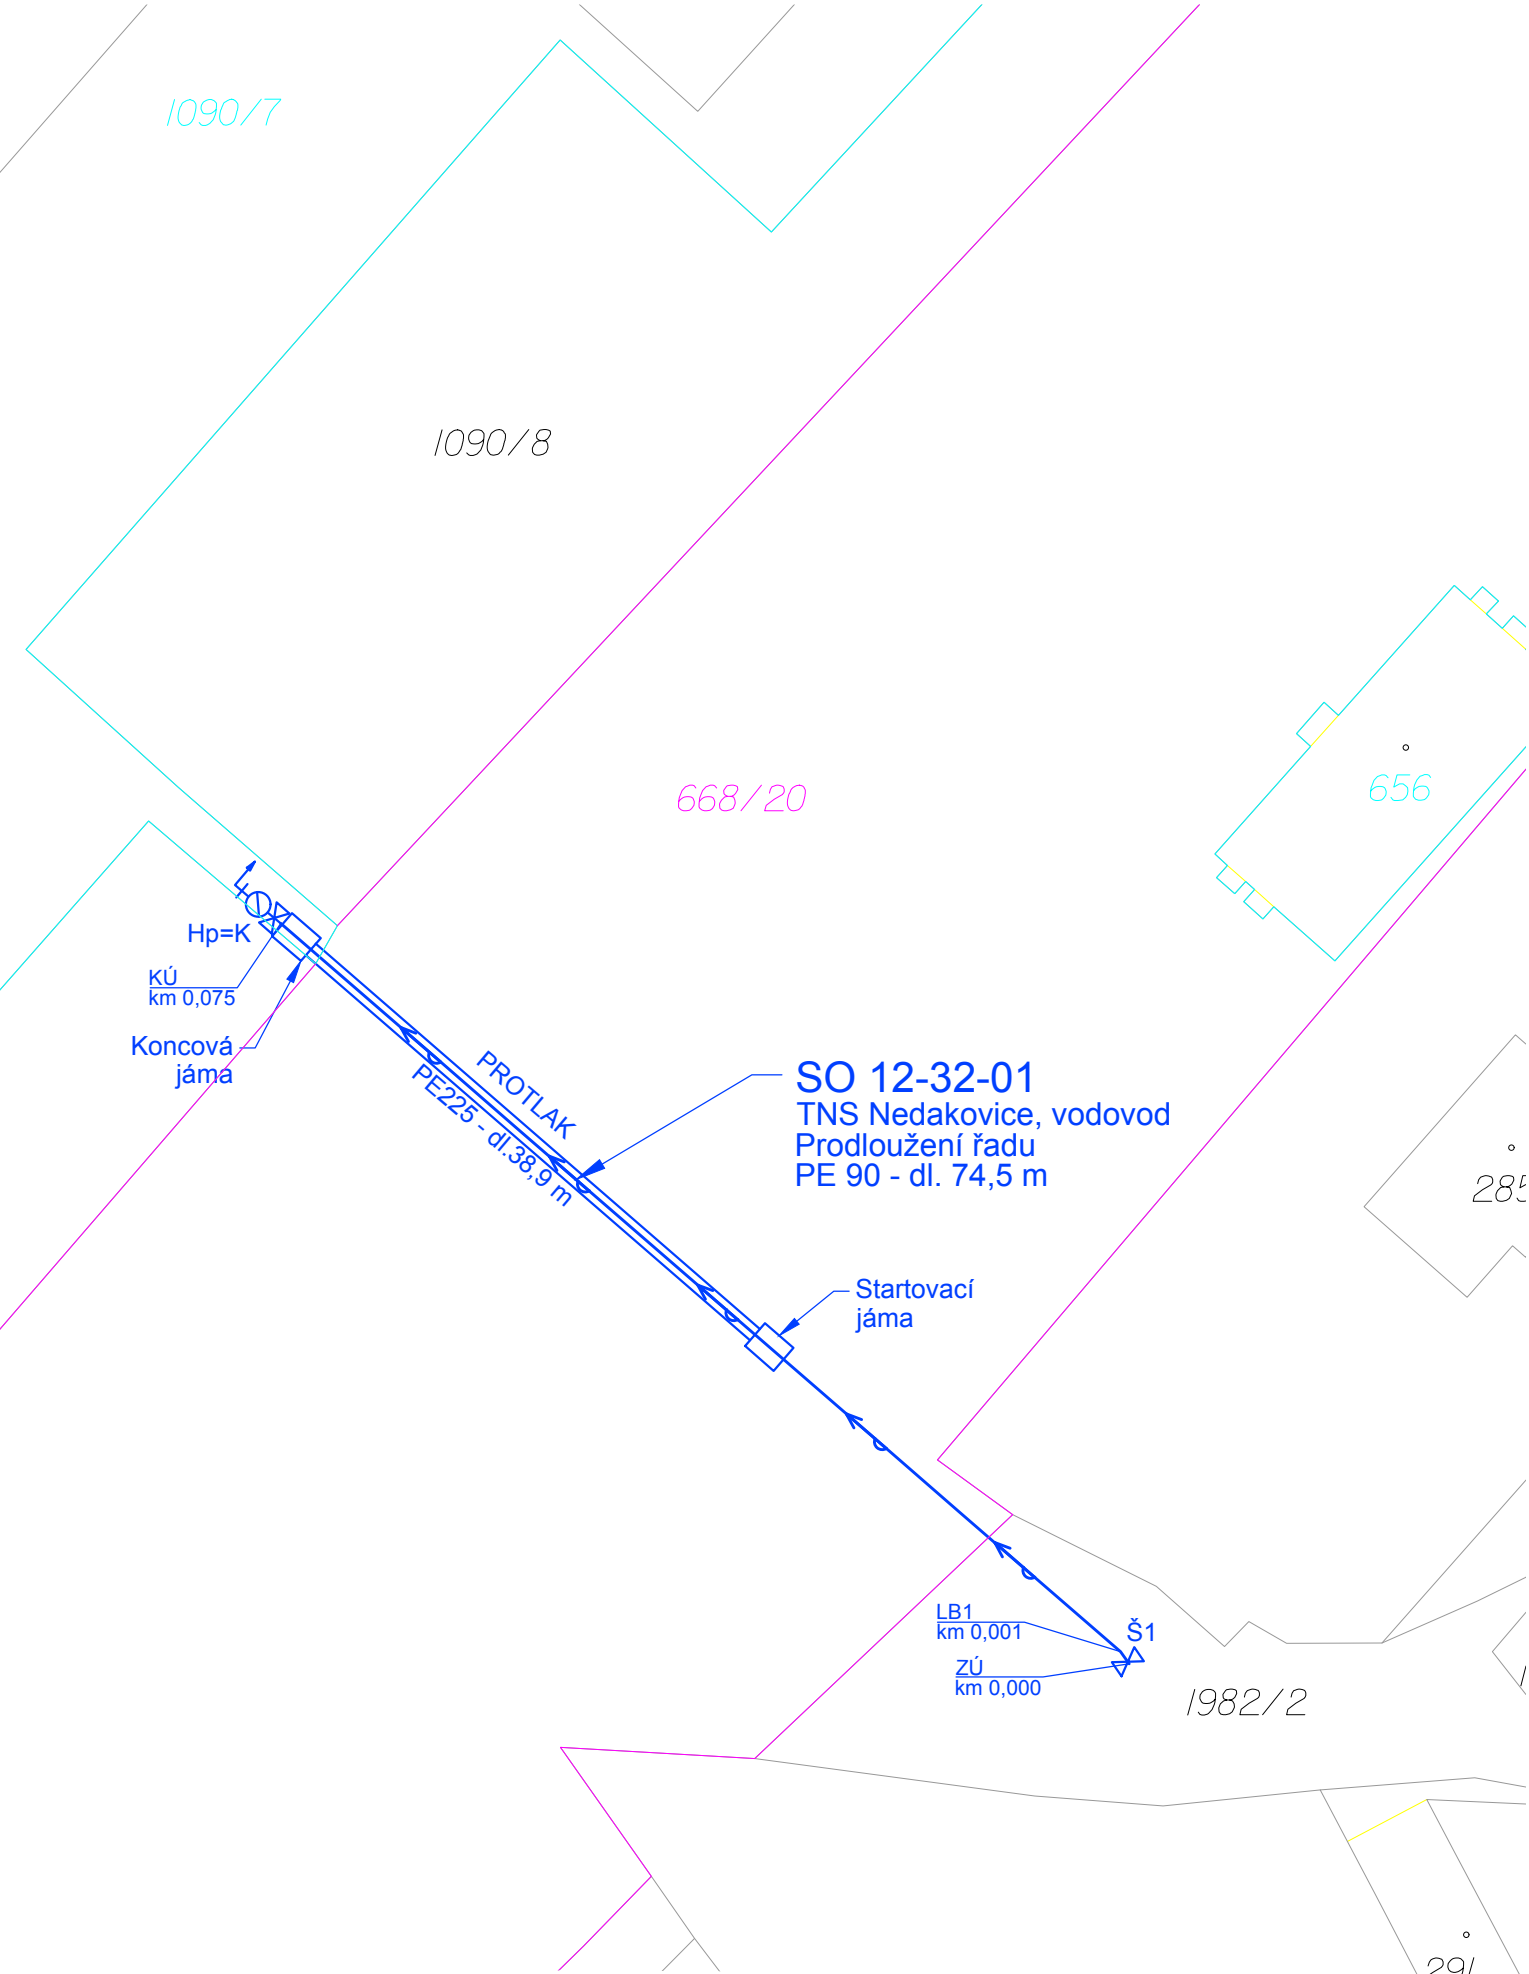 1090/7
1090/8
668/20
656
Hp=K
KÚ
km 0,075
Koncová
jáma
PROTLAK
PE225 - dl.38,9 m
SO 12-32-01
TNS Nedakovice, vodovod
Prodloužení řadu
PE 90 - dl. 74,5 m
285
Startovací
jáma
LB1
km 0,001
Š1
ZÚ
km 0,000
1982/2
291